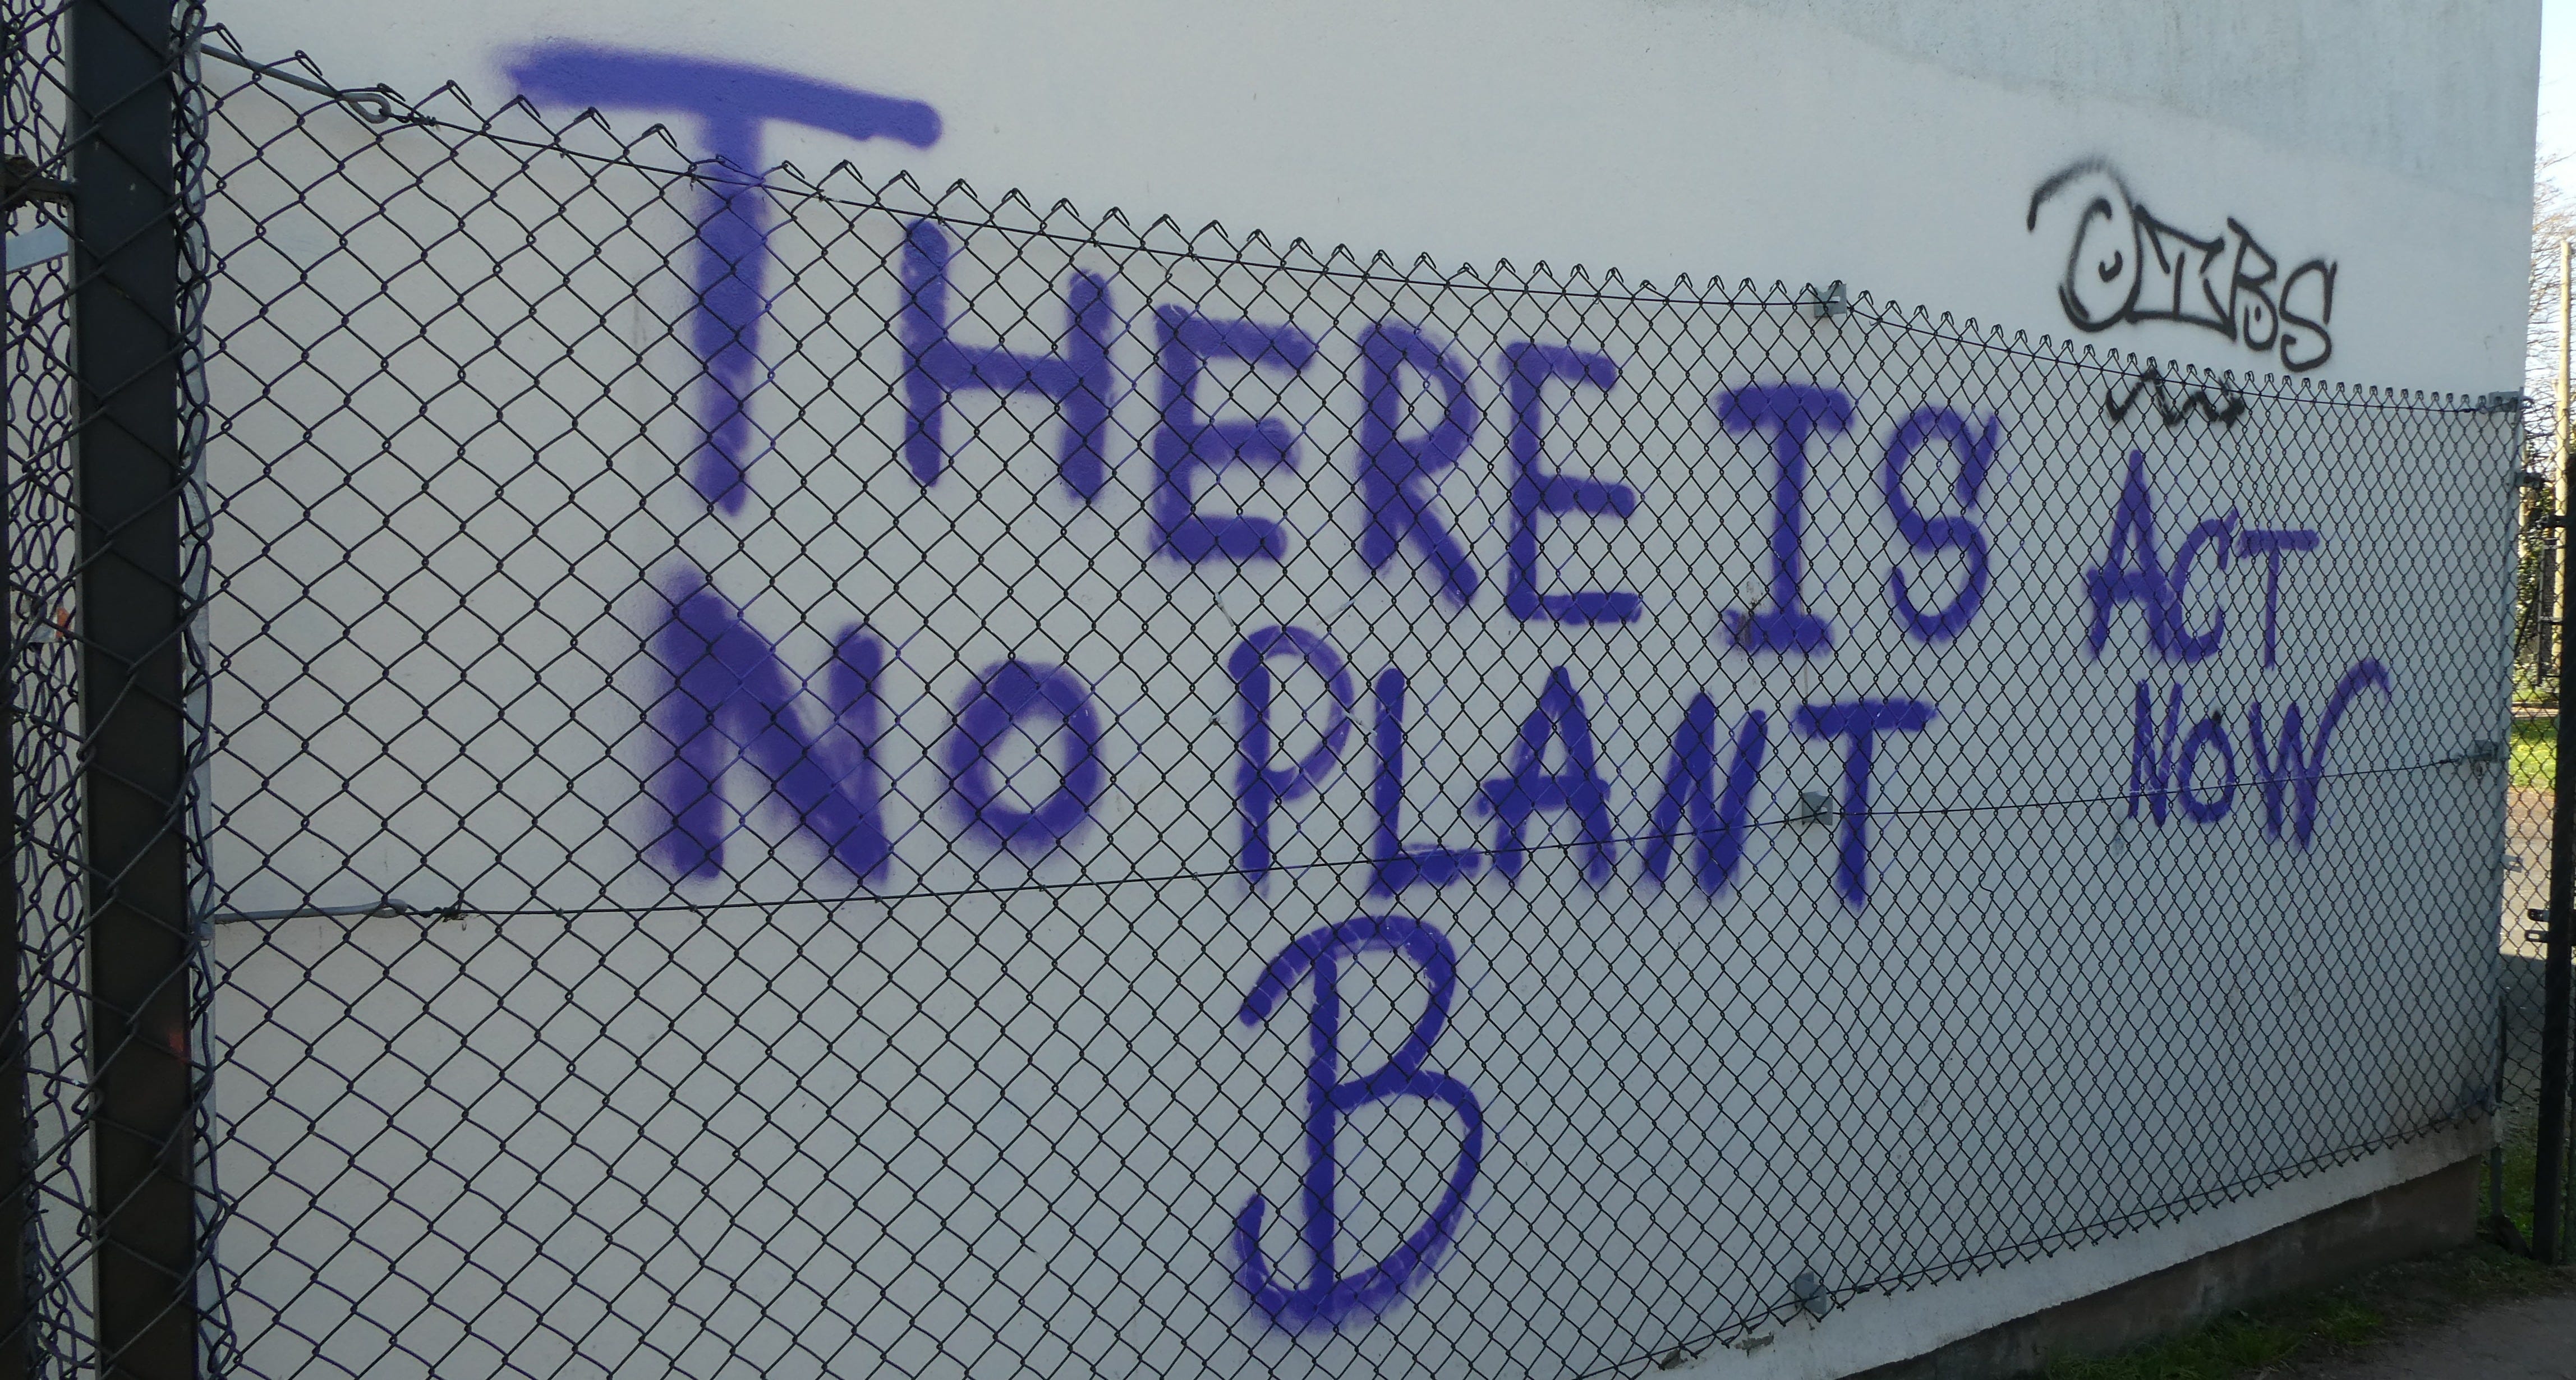 THERE IS
NO PLANT
B
ACT
NOW